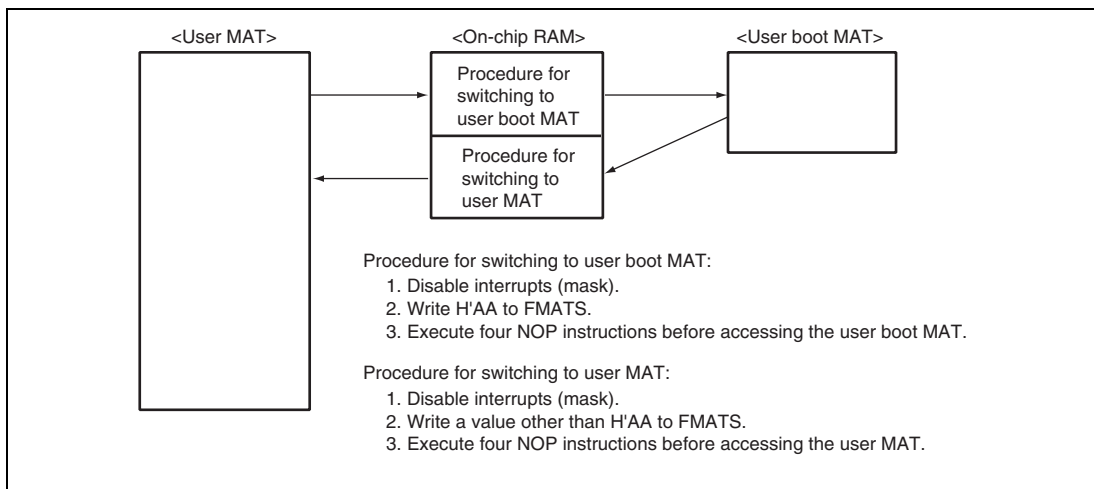 <User MAT>
<On-chip RAM>
<User boot MAT>
Procedure for
switching to
user boot MAT
Procedure for
switching to
user MAT
Procedure for switching to user boot MAT:
1. Disable interrupts (mask).
2. Write H'AA to FMATS.
3. Execute four NOP instructions before accessing the user boot MAT.
Procedure for switching to user MAT:
1. Disable interrupts (mask).
2. Write a value other than H'AA to FMATS.
3. Execute four NOP instructions before accessing the user MAT.